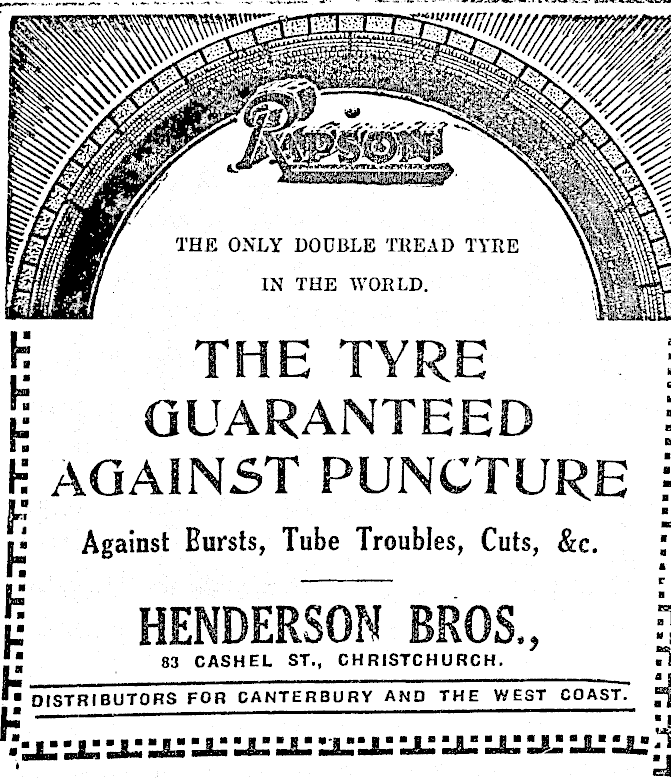 RAPSON
THE ONLY DOUBLE TREAD TYRE
IN THE WORLD.
THE TYRE
GUARANTEED
AGAINST PUNCTURE
Against Bursts, Tube Troubles, Cuts, &c.
HENDERSON BROS.,
83 CASHEL ST., CHRISTCHURCH.
DISTRIBUTORS FOR CANTERBURY AND THE WEST COAST.